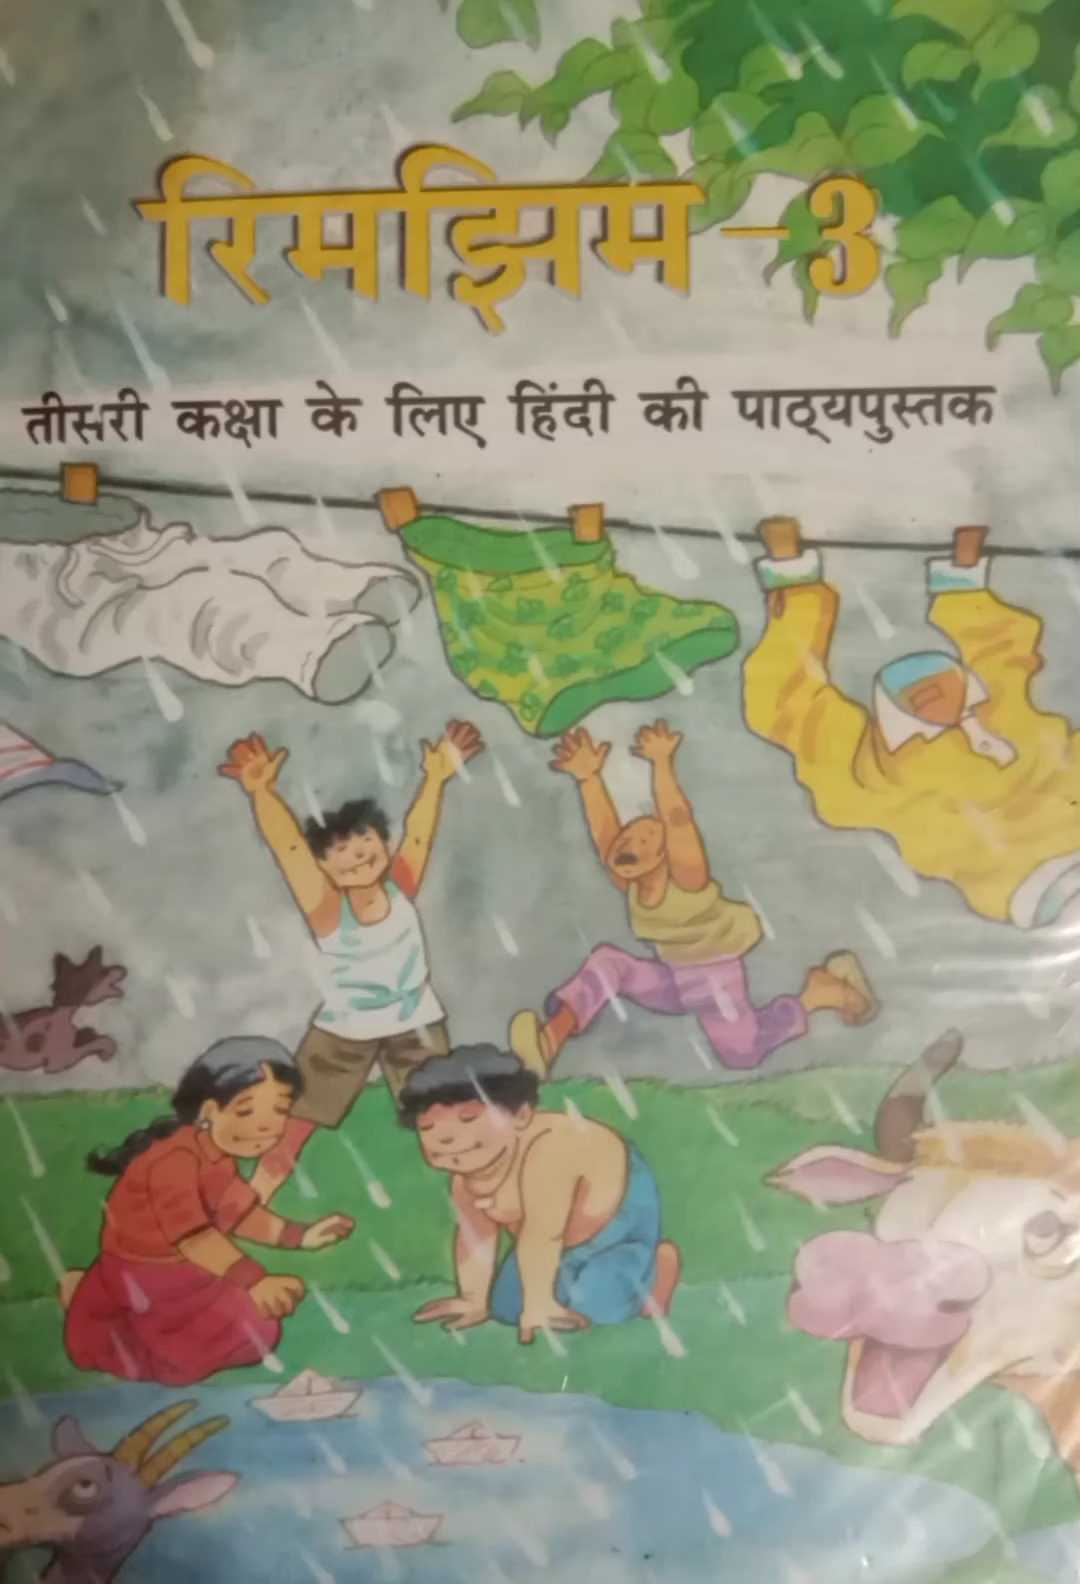 रिमझिम – 3
तीसरी कक्षा के लिए हिंदी की पाठ्यपुस्तक